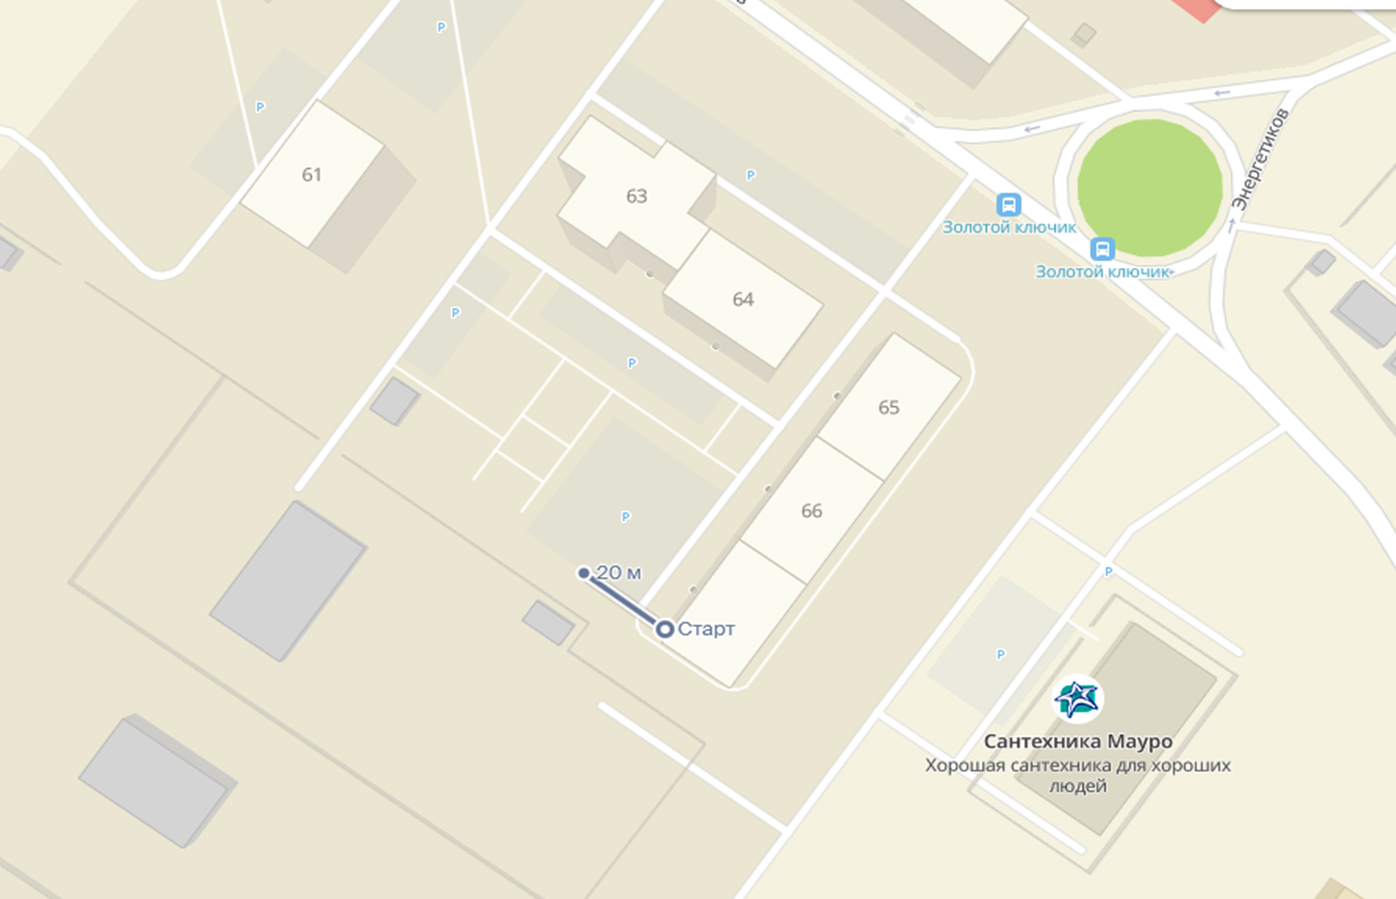 P
P
61
63
P
Энергетиков
Золотой ключик
Золотой ключик
64
P
P
65
66
P
20 м
Старт
P
P
Сантехника Мауро
Хорошая сантехника для хороших
людей